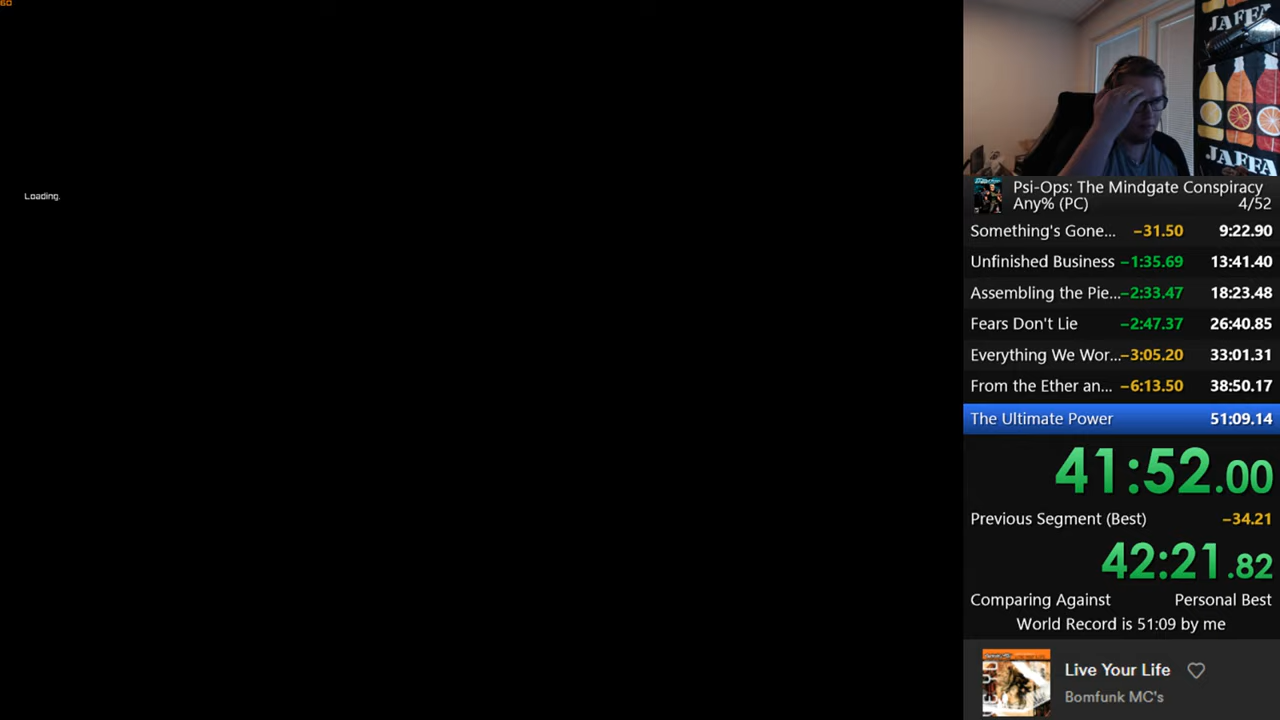 60
Loading.
JAFFA
JAFFA
Psi-Ops: The Mindgate Conspiracy
Any% (PC) 4/52
Something's Gone... −31.50 9:22.90
Unfinished Business −1:35.69 13:41.40
Assembling the Pie... −2:33.47 18:23.48
Fears Don't Lie −2:47.37 26:40.85
Everything We Wor... −3:05.20 33:01.31
From the Ether an... −6:13.50 38:50.17
The Ultimate Power 51:09.14
41:52.00
Previous Segment (Best) −34.21
42:21.82
Comparing Against Personal Best
World Record is 51:09 by me
Live Your Life
Bomfunk MC's